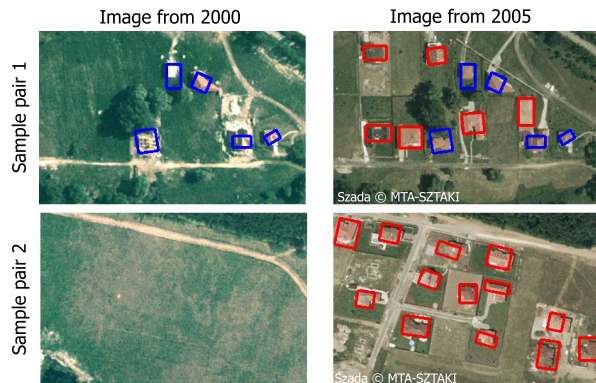 Image from 2000
Image from 2005
Sample pair 1
Szada © MTA-SZTAKI
Sample pair 2
Szada © MTA-SZTAKI